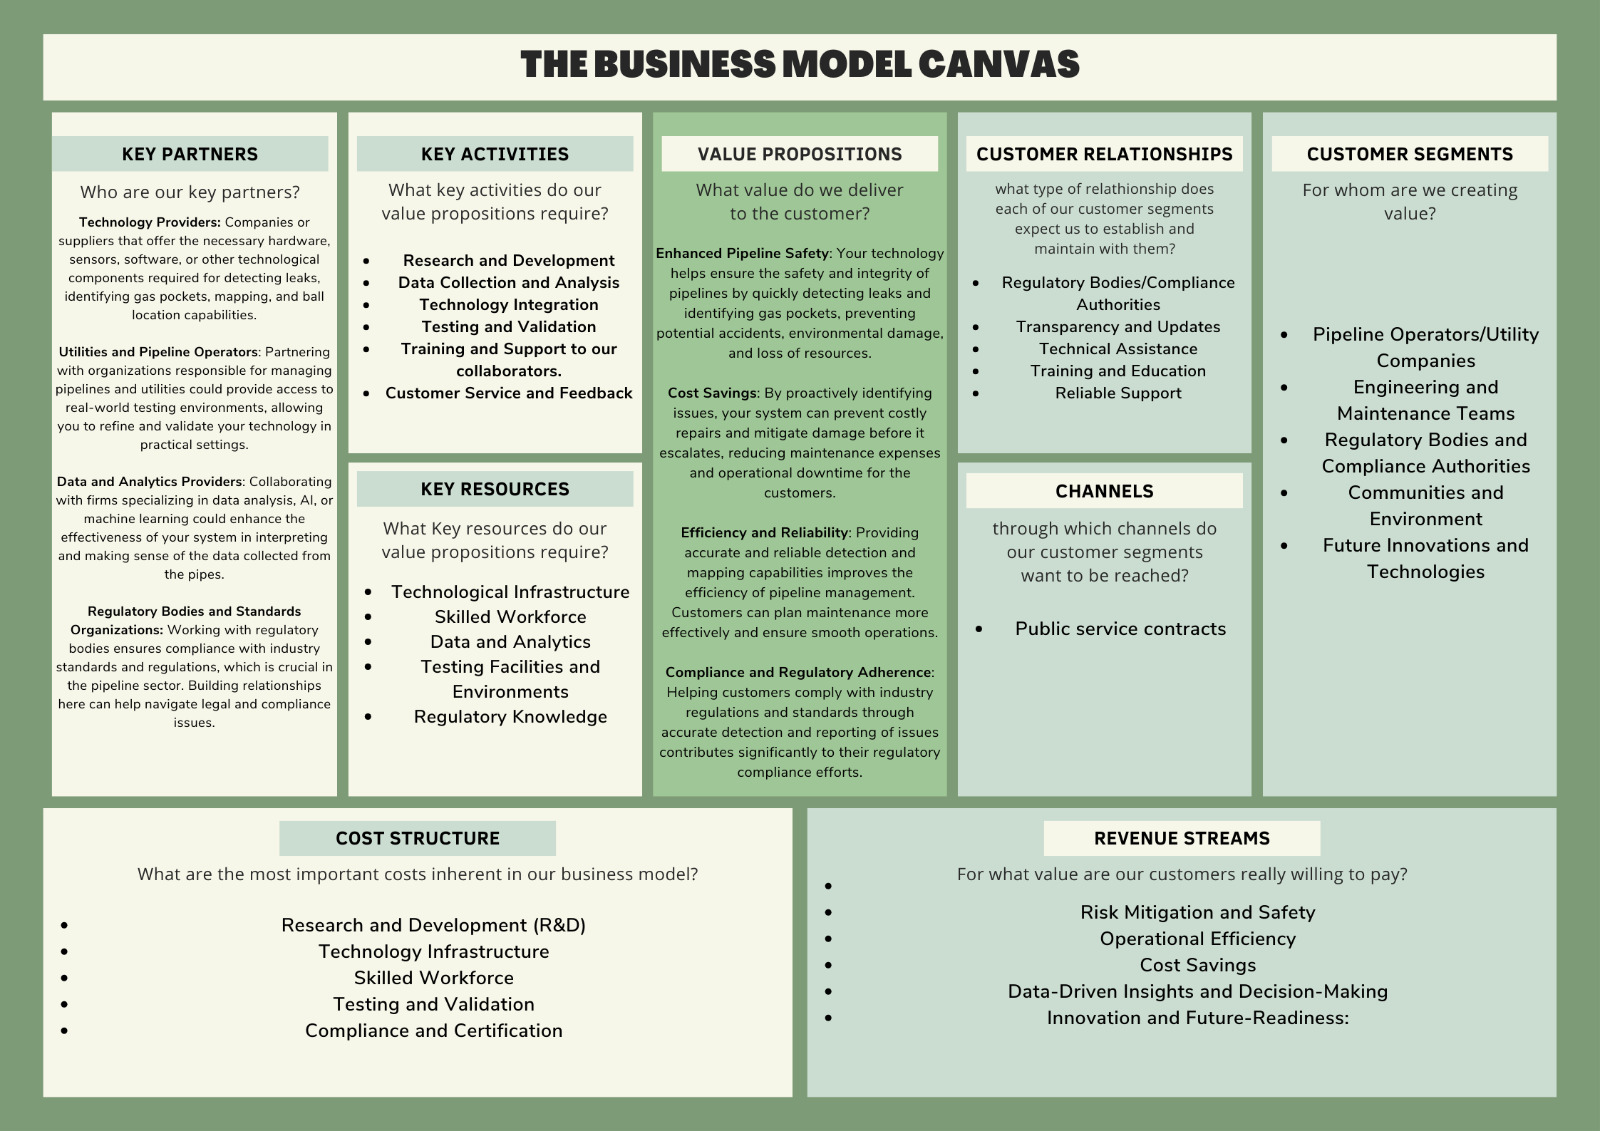 THE BUSINESS MODEL CANVAS
KEY PARTNERS
Who are our key partners?
Technology Providers: Companies or
suppliers that offer the necessary hardware,
sensors, software, or other technological
components required for detecting leaks,
identifying gas pockets, mapping, and ball
location capabilities.
Utilities and Pipeline Operators: Partnering
with organizations responsible for managing
pipelines and utilities could provide access to
real-world testing environments, allowing
you to refine and validate your technology in
practical settings.
Data and Analytics Providers: Collaborating
with firms specializing in data analysis, AI, or
machine learning could enhance the
effectiveness of your system in interpreting
and making sense of the data collected from
the pipes.
Regulatory Bodies and Standards
Organizations: Working with regulatory
bodies ensures compliance with industry
standards and regulations, which is crucial in
the pipeline sector. Building relationships
here can help navigate legal and compliance
issues.
KEY ACTIVITIES
What key activities do our
value propositions require?
• Research and Development
• Data Collection and Analysis
• Technology Integration
• Testing and Validation
• Training and Support to our
collaborators.
• Customer Service and Feedback
KEY RESOURCES
What Key resources do our
value propositions require?
• Technological Infrastructure
• Skilled Workforce
• Data and Analytics
• Testing Facilities and
Environments
• Regulatory Knowledge
VALUE PROPOSITIONS
What value do we deliver
to the customer?
Enhanced Pipeline Safety: Your technology
helps ensure the safety and integrity of
pipelines by quickly detecting leaks and
identifying gas pockets, preventing
potential accidents, environmental damage,
and loss of resources.
Cost Savings: By proactively identifying
issues, your system can prevent costly
repairs and mitigate damage before it
escalates, reducing maintenance expenses
and operational downtime for the
customers.
Efficiency and Reliability: Providing
accurate and reliable detection and
mapping capabilities improves the
efficiency of pipeline management.
Customers can plan maintenance more
effectively and ensure smooth operations.
Compliance and Regulatory Adherence:
Helping customers comply with industry
regulations and standards through
accurate detection and reporting of issues
contributes significantly to their regulatory
compliance efforts.
CUSTOMER RELATIONSHIPS
what type of relathionship does
each of our customer segments
expect us to establish and
maintain with them?
• Regulatory Bodies/Compliance
Authorities
• Transparency and Updates
• Technical Assistance
• Training and Education
• Reliable Support
CHANNELS
through which channels do
our customer segments
want to be reached?
• Public service contracts
CUSTOMER SEGMENTS
For whom are we creating
value?
• Pipeline Operators/Utility
Companies
• Engineering and
Maintenance Teams
• Regulatory Bodies and
Compliance Authorities
• Communities and
Environment
• Future Innovations and
Technologies
COST STRUCTURE
What are the most important costs inherent in our business model?
• Research and Development (R&D)
• Technology Infrastructure
• Skilled Workforce
• Testing and Validation
• Compliance and Certification
REVENUE STREAMS
For what value are our customers really willing to pay?
•
• Risk Mitigation and Safety
• Operational Efficiency
• Cost Savings
• Data-Driven Insights and Decision-Making
• Innovation and Future-Readiness: